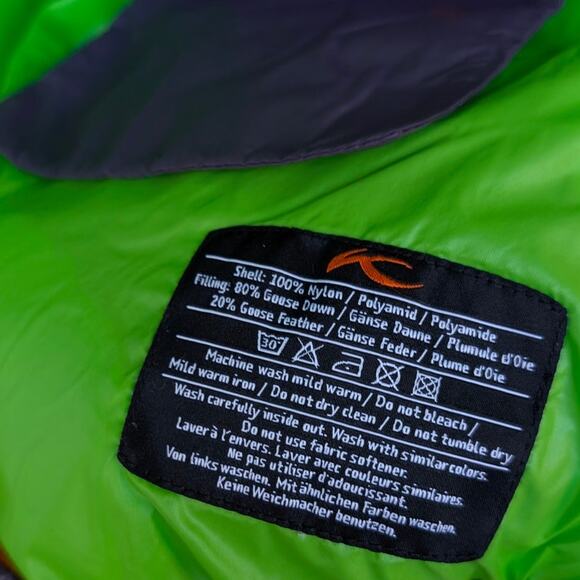 Shell: 100% Nylon / Polyamid / Polyamide
Filling: 80% Goose Down / Gänse Daune / Plumule d'Oie
20% Goose Feather / Gänse Feder / Plume d'Oie
30°
Machine wash mild warm / Do not bleach /
Mild warm iron / Do not dry clean / Do not tumble dry
Wash carefully inside out. Wash with similar colors.
Do not use fabric softener.
Laver à l'envers. Laver avec couleurs similaires.
Ne pas utiliser d'adoucissant.
Von links waschen. Mit ähnlichen Farben waschen.
Keine Weichmacher benutzen.